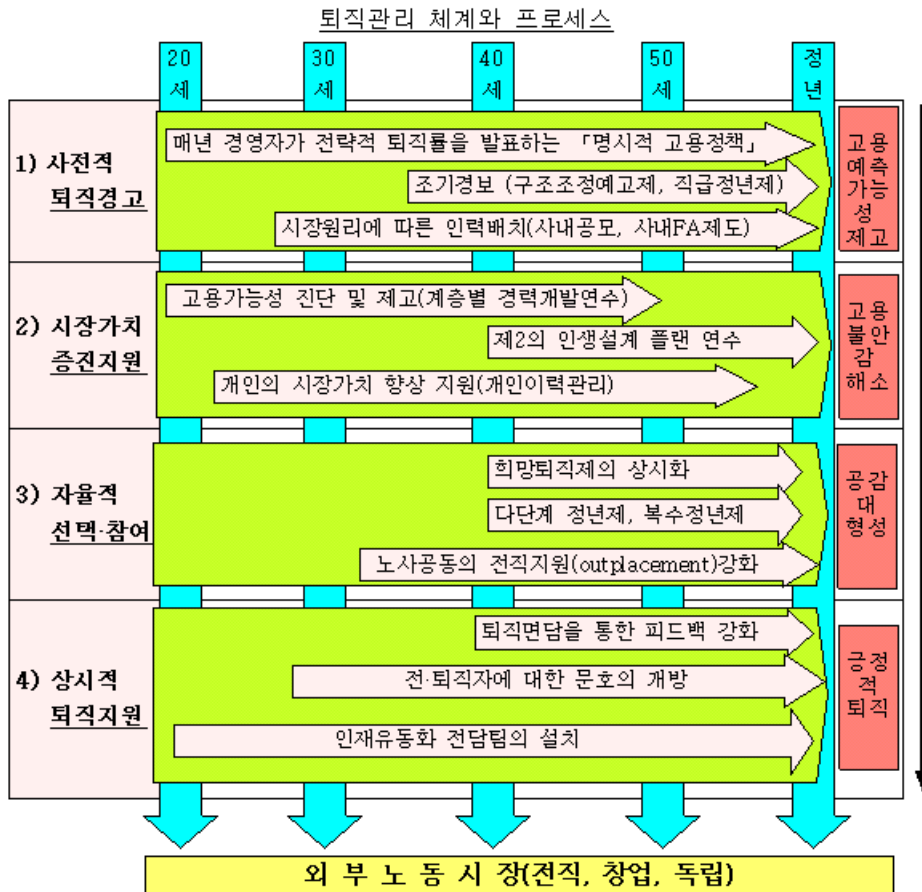 퇴직관리 체계와 프로세스
20
세
30
세
40
세
50
세
정
년
1) 사전적
퇴직경고
매년 경영자가 전략적 퇴직률을 발표하는 「명시적 고용정책」
조기경보 (구조조정예고제, 직급정년제)
시장원리에 따른 인력배치(사내공모, 사내FA제도)
고용
예측
가능
성
제고
2) 시장가치
증진지원
고용가능성 진단 및 제고(계층별 경력개발연수)
제2의 인생설계 플랜 연수
개인의 시장가치 향상 지원(개인이력관리)
고용
불안
감
해소
3) 자율적
선택·참여
희망퇴직제의 상시화
다단계 정년제, 복수정년제
노사공동의 전직지원(outplacement)강화
공감
대
형성
4) 상시적
퇴직지원
퇴직면담을 통한 피드백 강화
전·퇴직자에 대한 문호의 개방
인재유동화 전담팀의 설치
긍정
적
퇴직
외 부 노 동 시 장(전직, 창업, 독립)